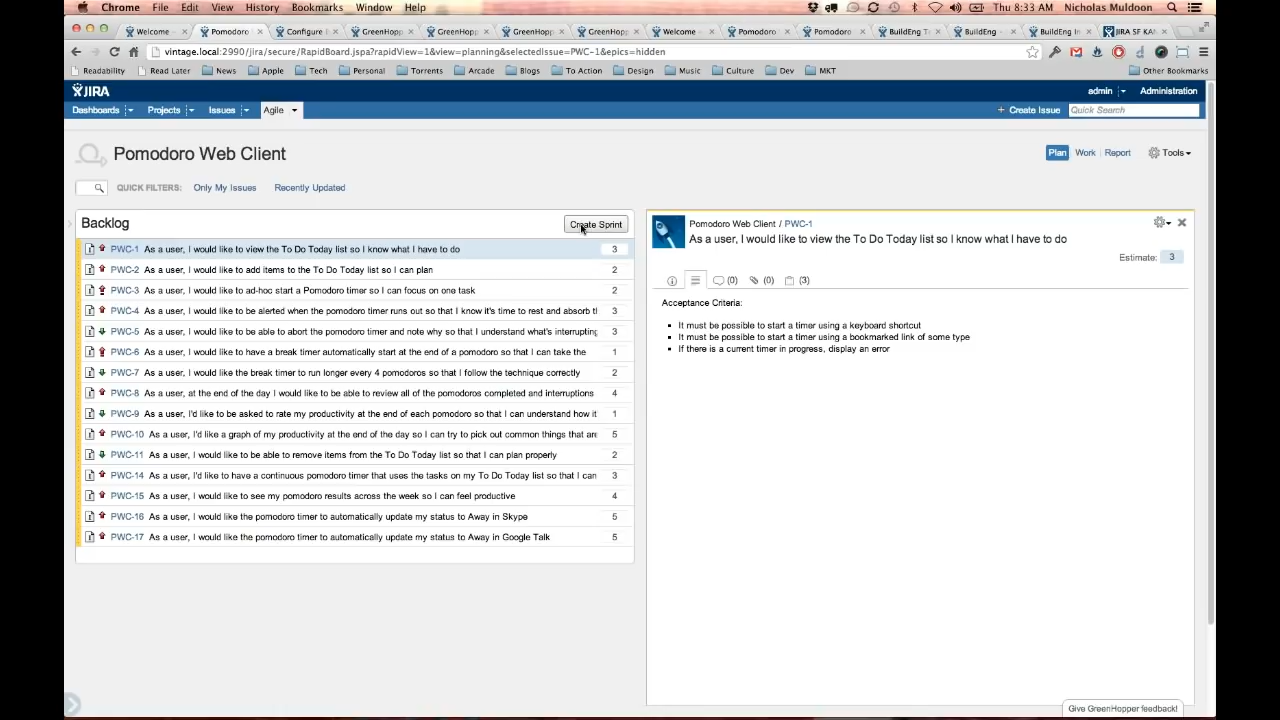 Chrome File Edit View History Bookmarks Window Help Thu 8:33 AM Nicholas Muldoon
Welcome Pomodoro Configure GreenHopp GreenHopp GreenHopp GreenHopp Welcome Pomodoro Pomodoro BuildEng T BuildEng BuildEng In JIRA SF KAN
vintage.local:2990/jira/secure/RapidBoard.jspa?rapidView=1&view=planning&selectedIssue=PWC-1&epics=hidden
Readability Read Later News Apple Tech Personal Torrents Arcade Blogs To Action Design Music Culture Dev MKT Other Bookmarks
JIRA admin Administration
Dashboards Projects Issues Agile + Create Issue Quick Search
Pomodoro Web Client Plan Work Report Tools
QUICK FILTERS: Only My Issues Recently Updated
Backlog Create Sprint
PWC-1 As a user, I would like to view the To Do Today list so I know what I have to do 3
PWC-2 As a user, I would like to add items to the To Do Today list so I can plan 2
PWC-3 As a user, I would like to ad-hoc start a Pomodoro timer so I can focus on one task 2
PWC-4 As a user, I would like to be alerted when the pomodoro timer runs out so that I know it's time to rest and absorb 3
PWC-5 As a user, I would like to be able to abort the pomodoro timer and note why so that I understand what's interrupting 3
PWC-6 As a user, I would like to have a break timer automatically start at the end of a pomodoro so that I can take the 1
PWC-7 As a user, I would like the break timer to run longer every 4 pomodoros so that I follow the technique correctly 2
PWC-8 As a user, at the end of the day I would like to be able to review all of the pomodoros completed and interruptions 4
PWC-9 As a user, I'd like to be asked to rate my productivity at the end of each pomodoro so that I can understand how it 1
PWC-10 As a user, I'd like a graph of my productivity at the end of the day so I can try to pick out common things that are 5
PWC-11 As a user, I would like to be able to remove items from the To Do Today list so that I can plan properly 2
PWC-14 As a user, I'd like to have a continuous pomodoro timer that uses the tasks on my To Do Today list so that I can 3
PWC-15 As a user, I would like to see my pomodoro results across the week so I can feel productive 4
PWC-16 As a user, I would like the pomodoro timer to automatically update my status to Away in Skype 5
PWC-17 As a user, I would like the pomodoro timer to automatically update my status to Away in Google Talk 5
Pomodoro Web Client / PWC-1
As a user, I would like to view the To Do Today list so I know what I have to do
Estimate: 3
(0) (0) (3)
Acceptance Criteria:
It must be possible to start a timer using a keyboard shortcut
It must be possible to start a timer using a bookmarked link of some type
If there is a current timer in progress, display an error
Give GreenHopper feedback!